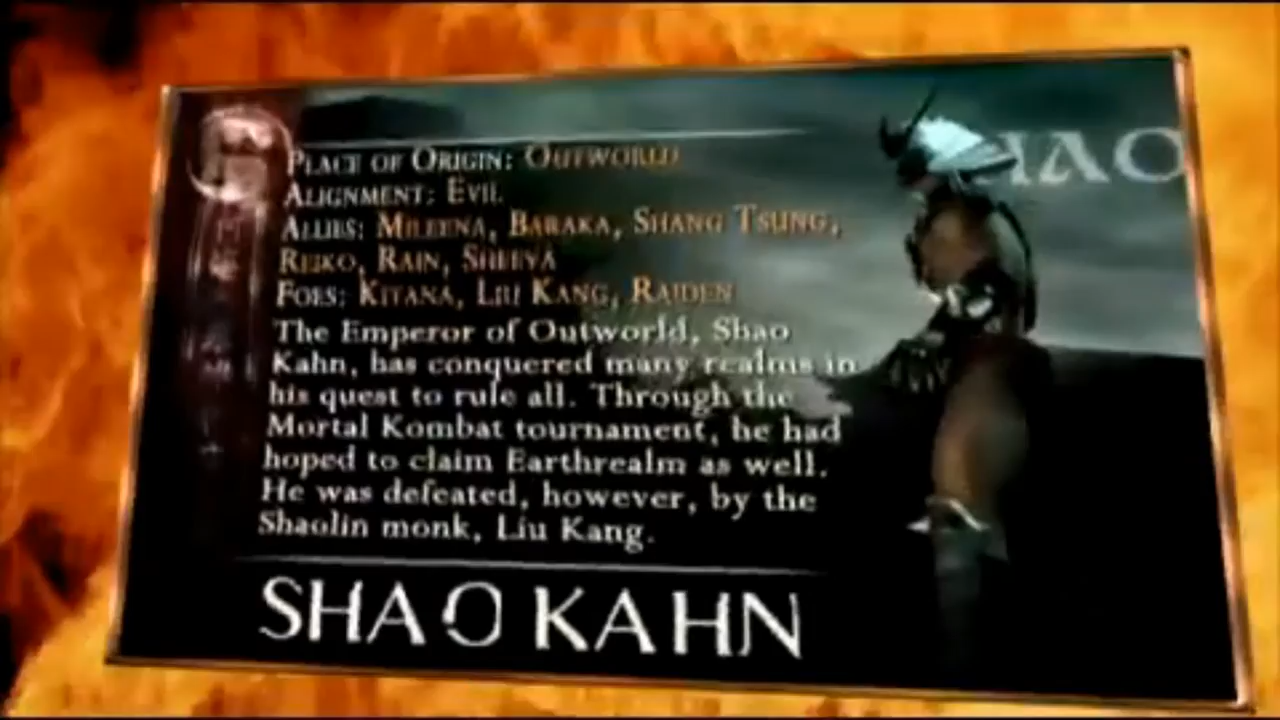 PLACE OF ORIGIN: OUTWORLD
ALIGNMENT: EVIL
ALLIES: MILEENA, BARAKA, SHANG TSUNG,
REIKO, RAIN, SHEEVA
FOES: KITANA, LIU KANG, RAIDEN
The Emperor of Outworld, Shao
Kahn, has conquered many realms in
his quest to rule all. Through the
Mortal Kombat tournament, he had
hoped to claim Earthrealm as well.
He was defeated, however, by the
Shaolin monk, Liu Kang.
SHAO KAHN
HAO